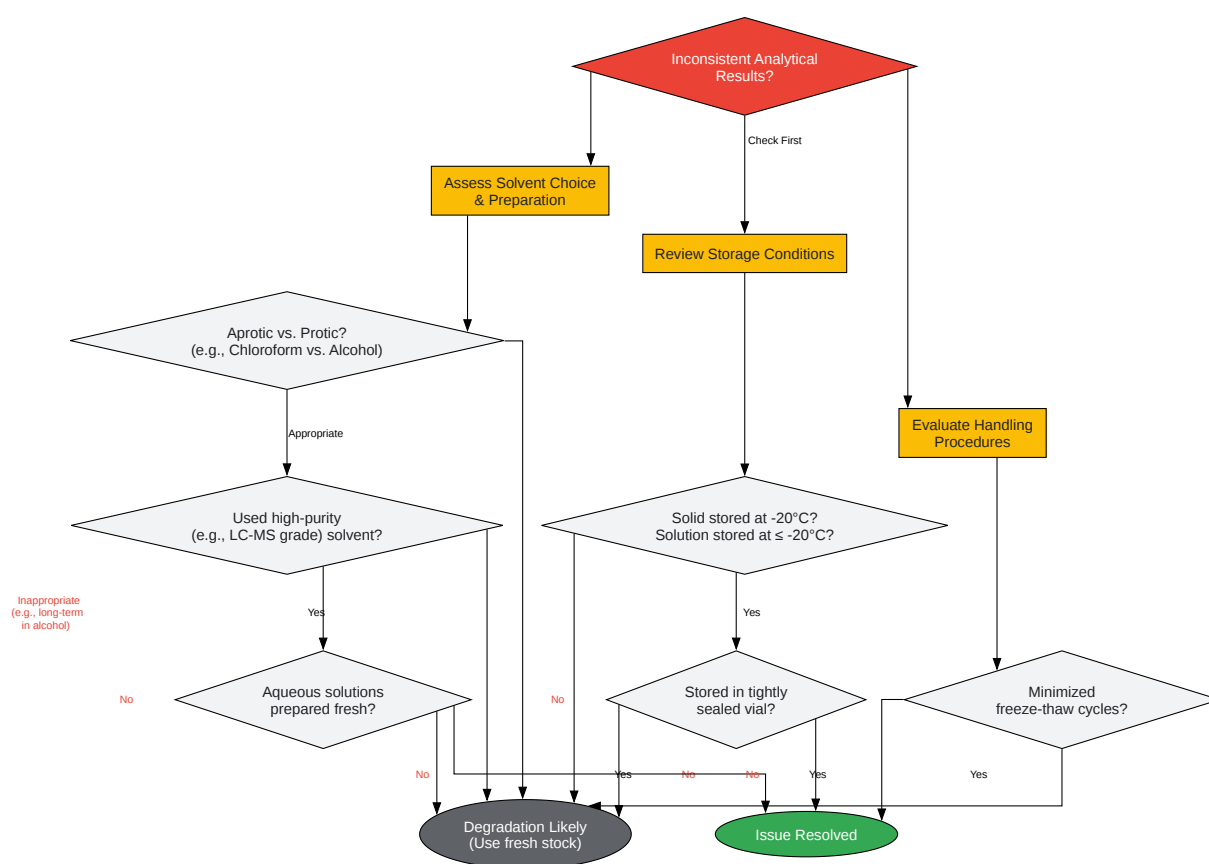 Inconsistent Analytical
Results?
Check First
Assess Solvent Choice
& Preparation
Review Storage Conditions
Aprotic vs. Protic?
(e.g., Chloroform vs. Alcohol)
Evaluate Handling
Procedures
Appropriate
Used high-purity
(e.g., LC-MS grade) solvent?
Solid stored at -20°C?
Solution stored at ≤ -20°C?
Inappropriate
(e.g., long-term
in alcohol)
Yes
Yes
No
Aqueous solutions
prepared fresh?
No
Stored in tightly
sealed vial?
Minimized
freeze-thaw cycles?
No
Yes
No
No
Yes
Yes
Degradation Likely
(Use fresh stock)
Issue Resolved